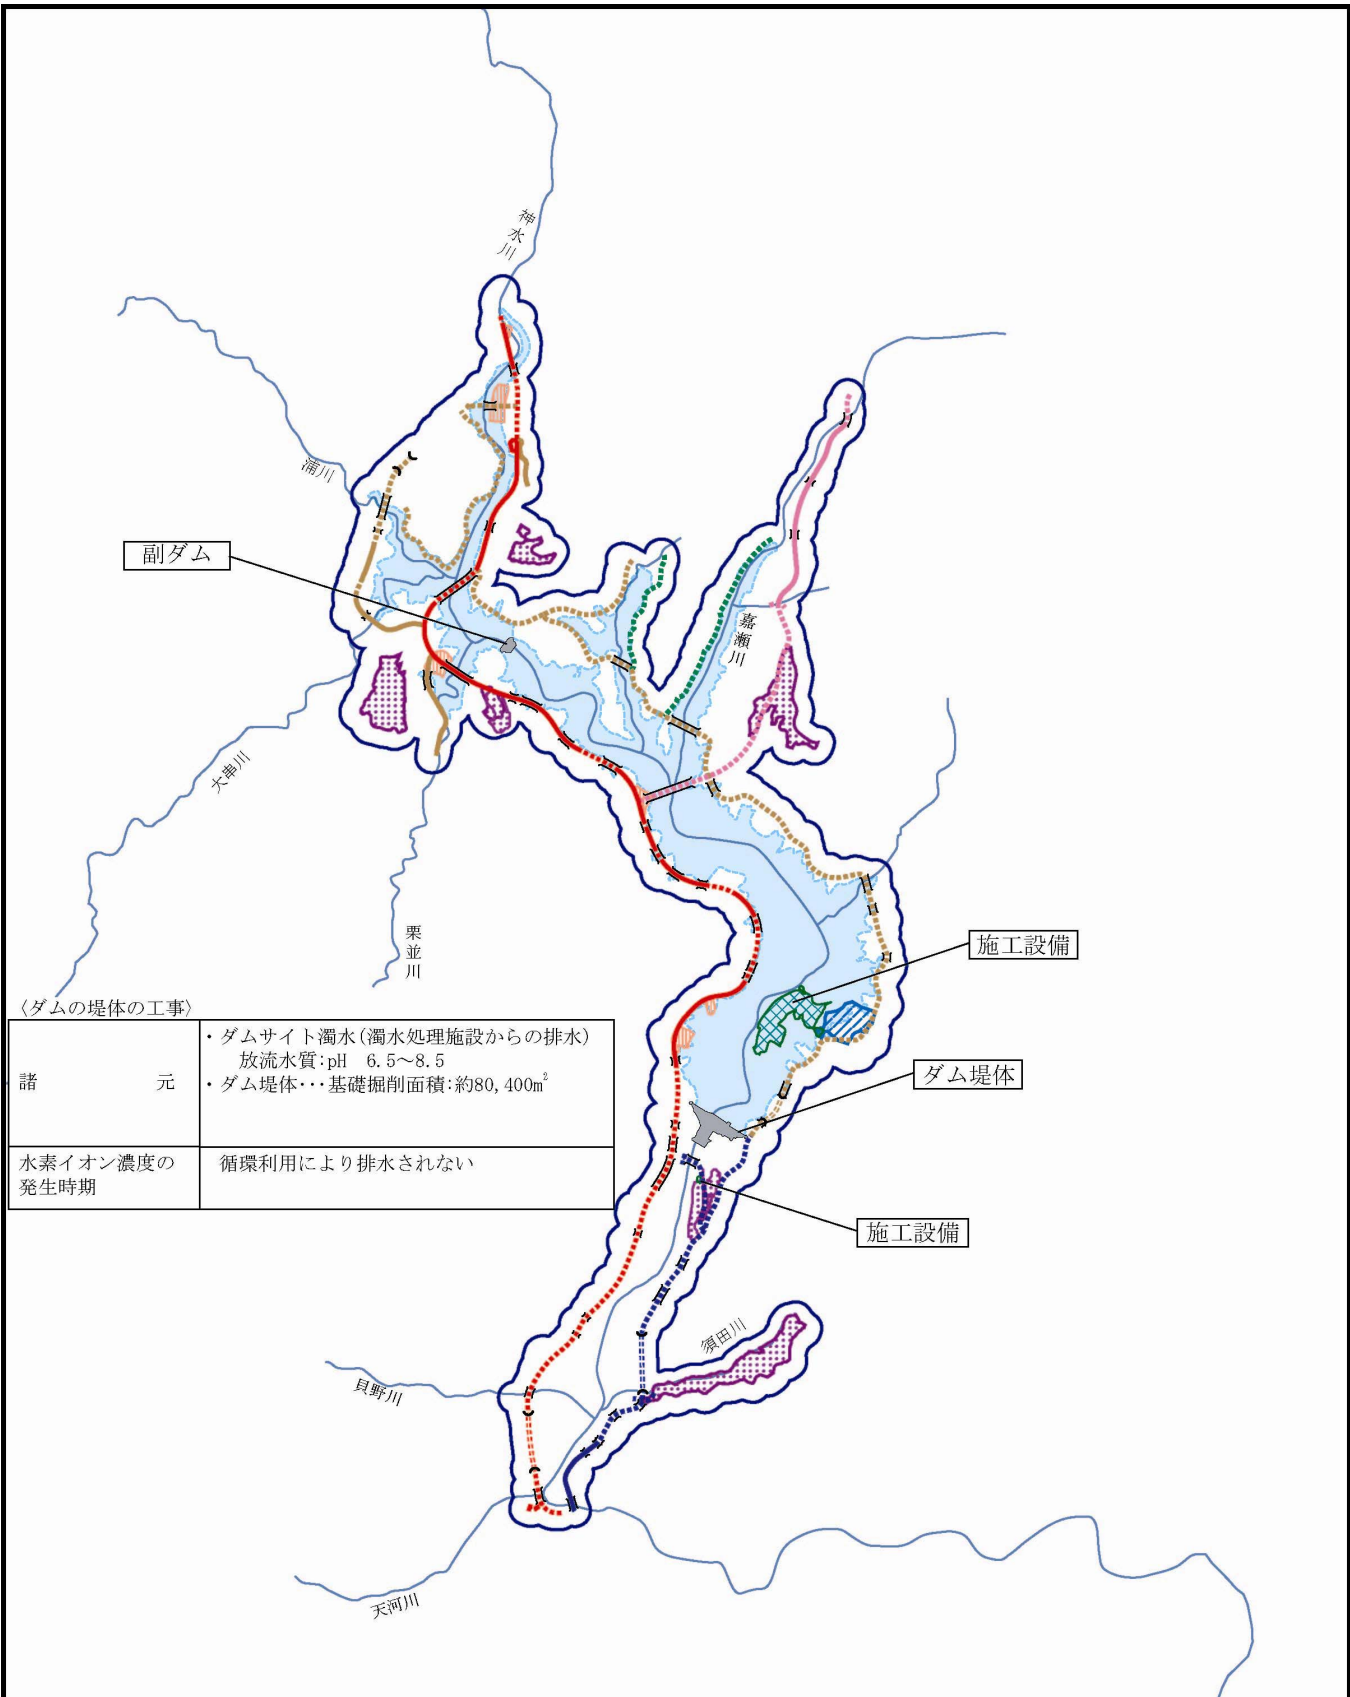 神水川
浦川
副ダム
嘉瀬川
大串川
栗並川
施工設備
〈ダムの堤体の工事〉
諸 元
・ダムサイト濁水(濁水処理施設からの排水)
放流水質:pH 6.5～8.5
・ダム堤体･･･基礎掘削面積:約80,400m²
水素イオン濃度の
発生時期
循環利用により排水されない
ダム堤体
施工設備
須田川
貝野川
天河川